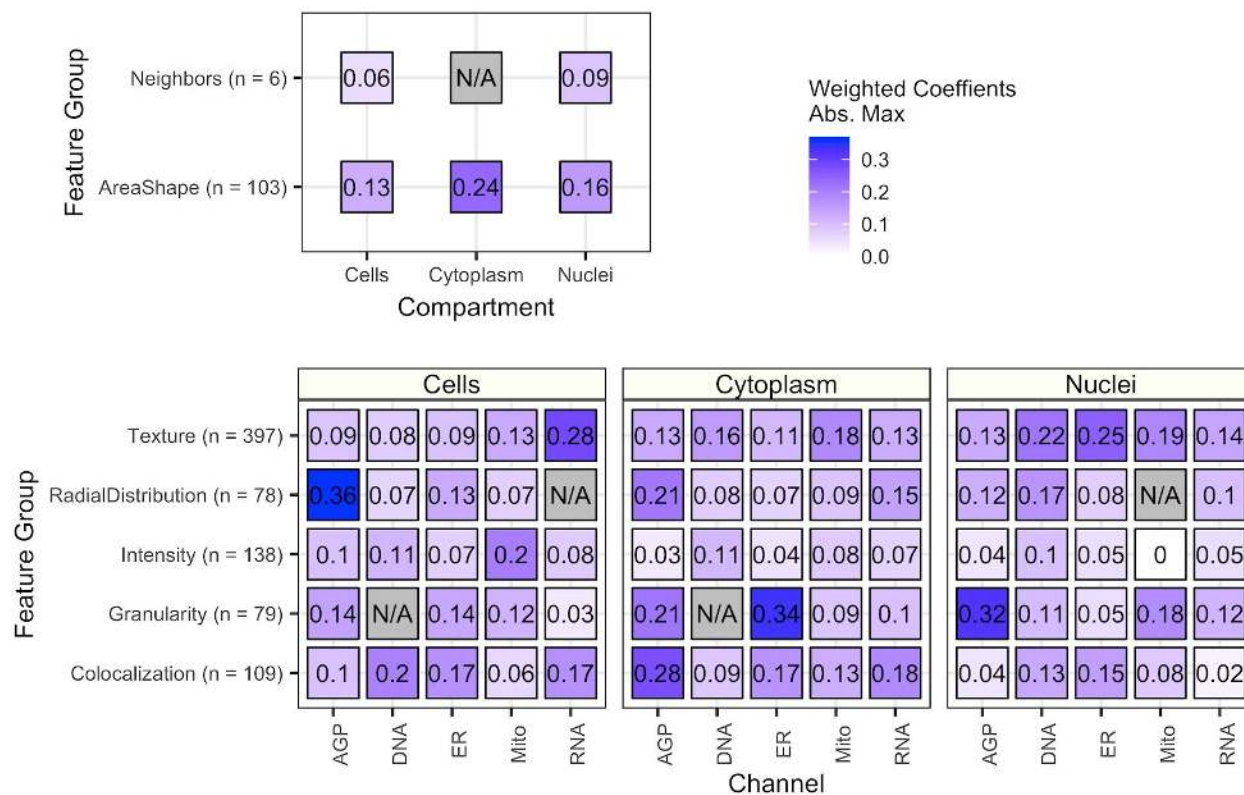 Feature Group
Neighbors (n = 6) 0.06 N/A 0.09
AreaShape (n = 103) 0.13 0.24 0.16
Cells Cytoplasm Nuclei
Compartment
Weighted Coeffients
Abs. Max
0.3
0.2
0.1
0.0
Feature Group
Cells Cytoplasm Nuclei
Texture (n = 397) 0.09 0.08 0.09 0.13 0.28 0.13 0.16 0.11 0.18 0.13 0.13 0.22 0.25 0.19 0.14
RadialDistribution (n = 78) 0.36 0.07 0.13 0.07 N/A 0.21 0.08 0.07 0.09 0.15 0.12 0.17 0.08 N/A 0.1
Intensity (n = 138) 0.1 0.11 0.07 0.2 0.08 0.03 0.11 0.04 0.08 0.07 0.04 0.1 0.05 0 0.05
Granularity (n = 79) 0.14 N/A 0.14 0.12 0.03 0.21 N/A 0.34 0.09 0.1 0.32 0.11 0.05 0.18 0.12
Colocalization (n = 109) 0.1 0.2 0.17 0.06 0.17 0.28 0.09 0.17 0.13 0.18 0.04 0.13 0.15 0.08 0.02
AGP DNA ER Mito RNA AGP DNA ER Mito RNA AGP DNA ER Mito RNA
Channel